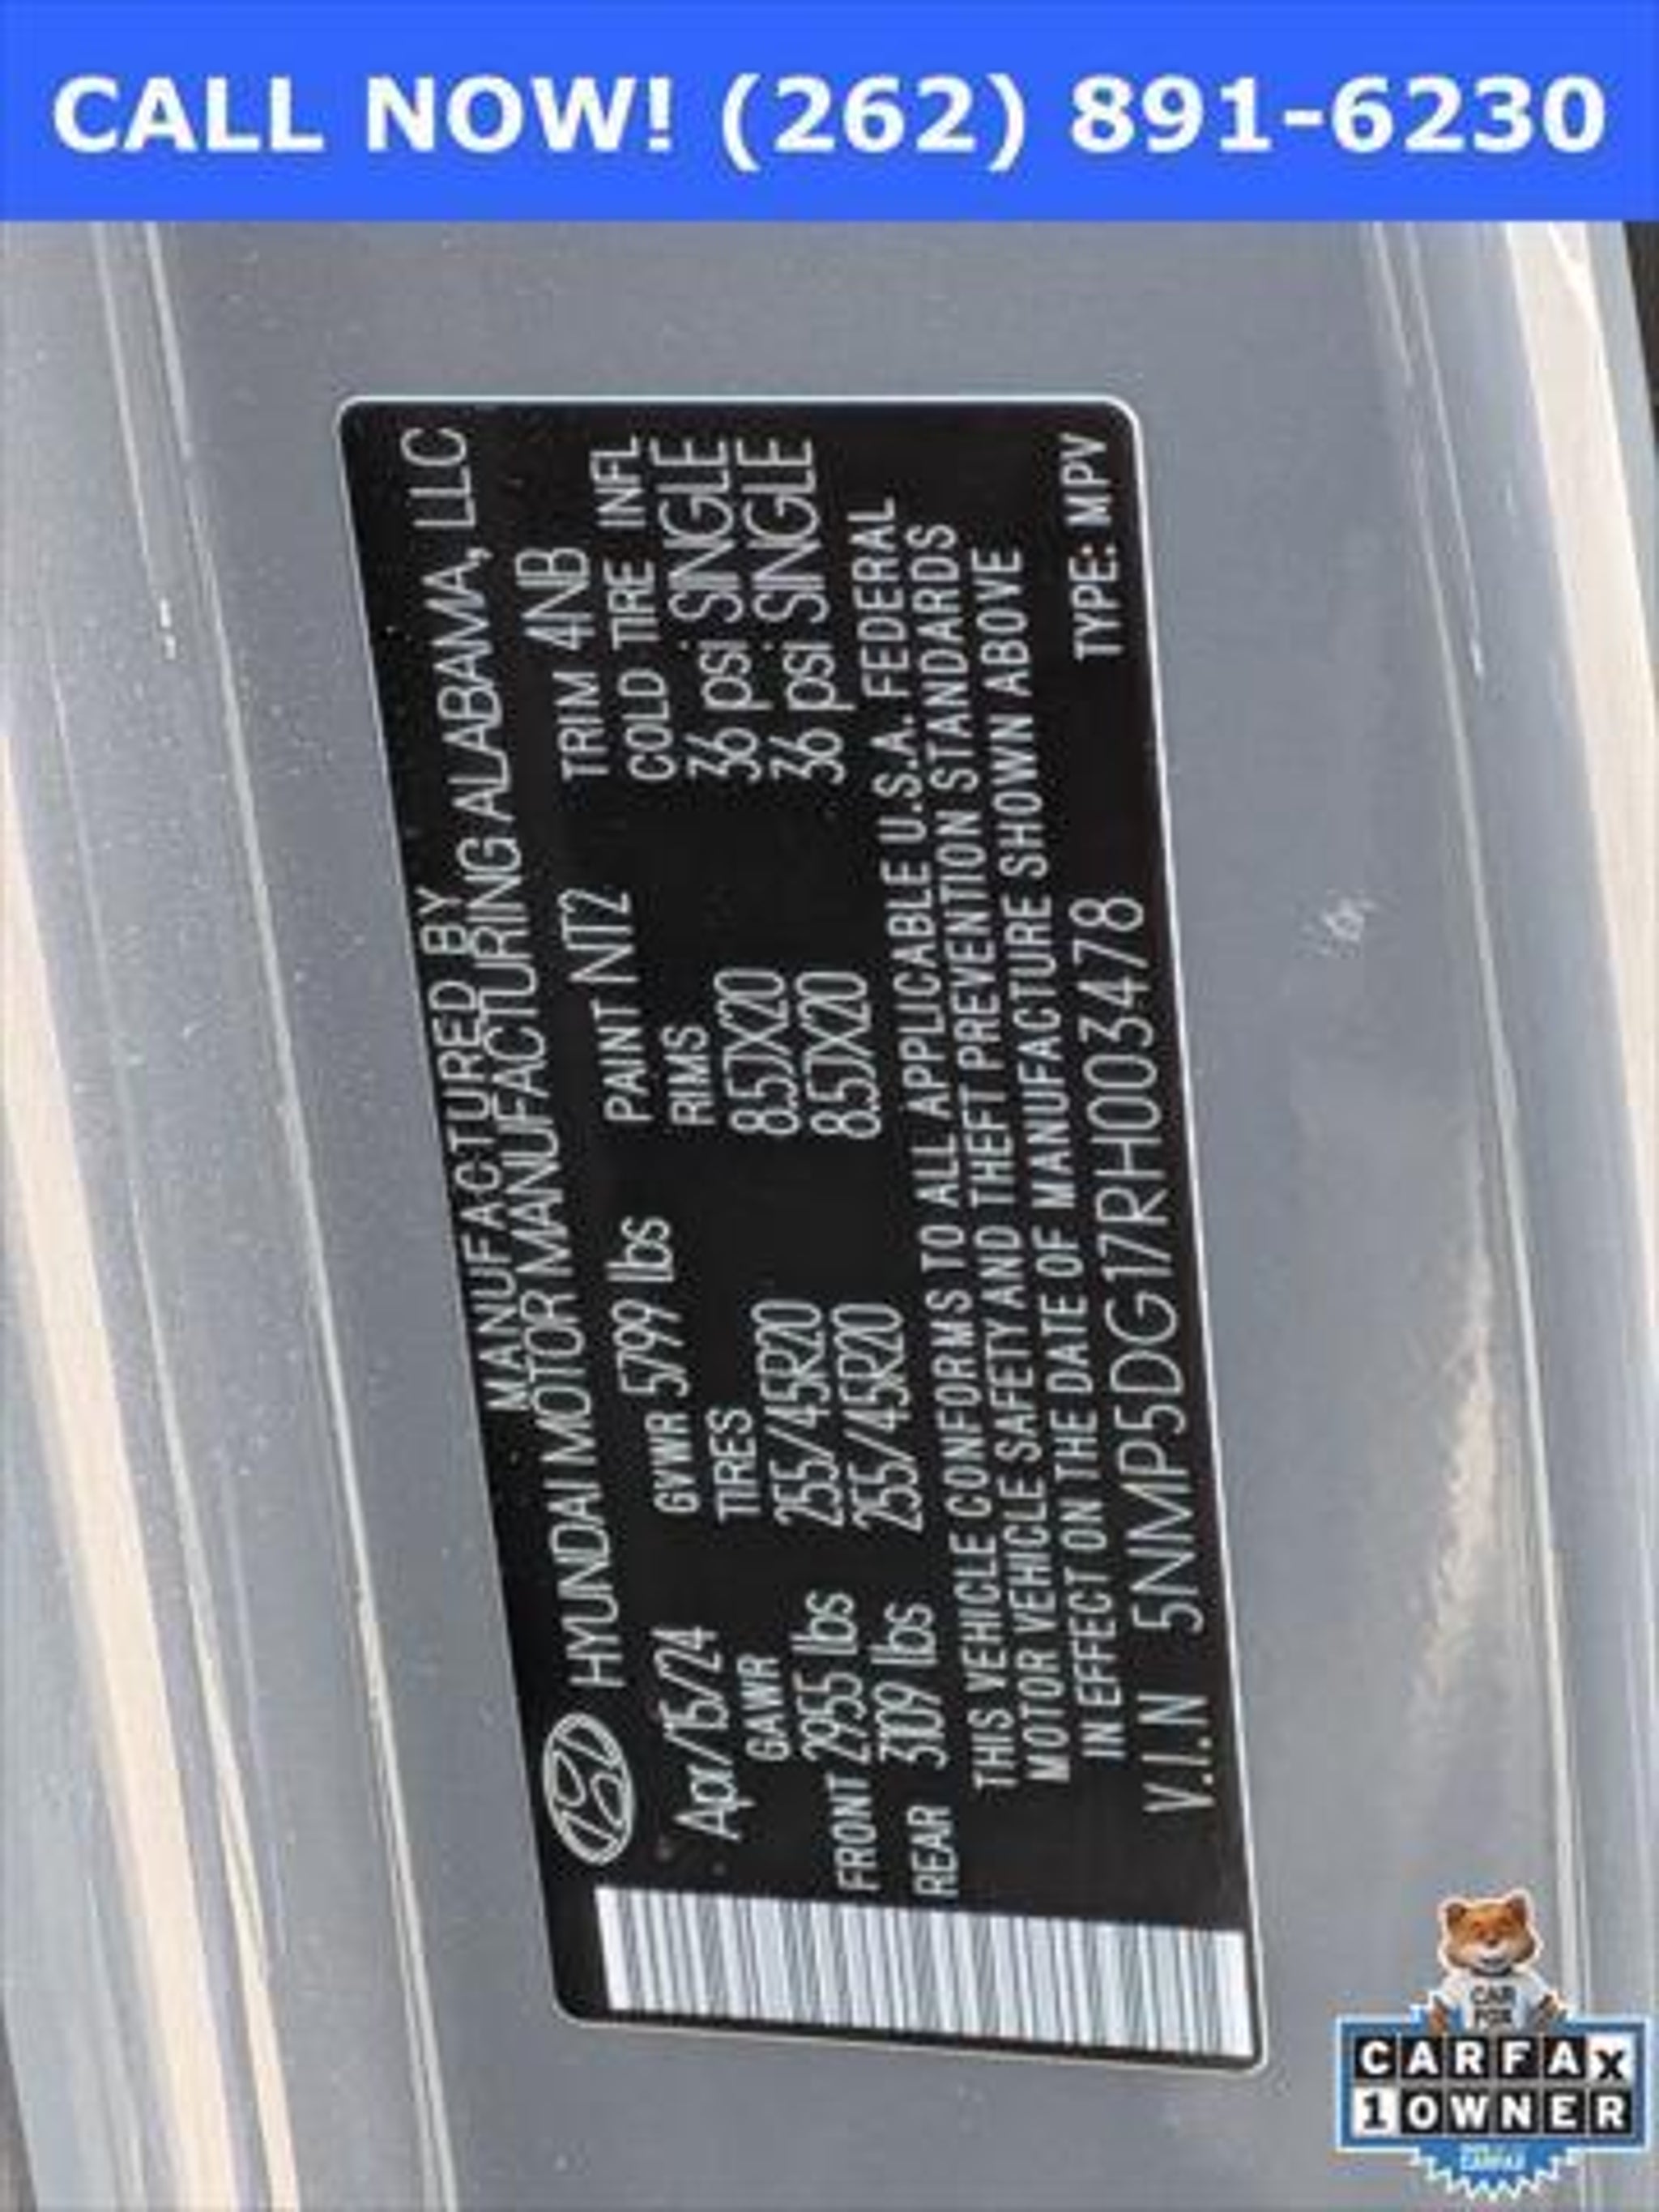 CALL NOW! (262) 891-6230
MANUFACTURED BY
HYUNDAI MOTOR MANUFACTURING ALABAMA, LLC
Apr/15/24 GVWR 5799 lbs PAINT NT2 TRIM 4NB
GAWR TIRES RIMS COLD TIRE INFL
FRONT 2955 lbs 255/45R20 8.5JX20 36 psi SINGLE
REAR 3109 lbs 255/45R20 8.5JX20 36 psi SINGLE
THIS VEHICLE CONFORMS TO ALL APPLICABLE U.S.A. FEDERAL
MOTOR VEHICLE SAFETY AND THEFT PREVENTION STANDARDS
IN EFFECT ON THE DATE OF MANUFACTURE SHOWN ABOVE
V.I.N 5NMP5DG17RH003478 TYPE: MPV
CAR
FOX
CARFAX
1 OWNER